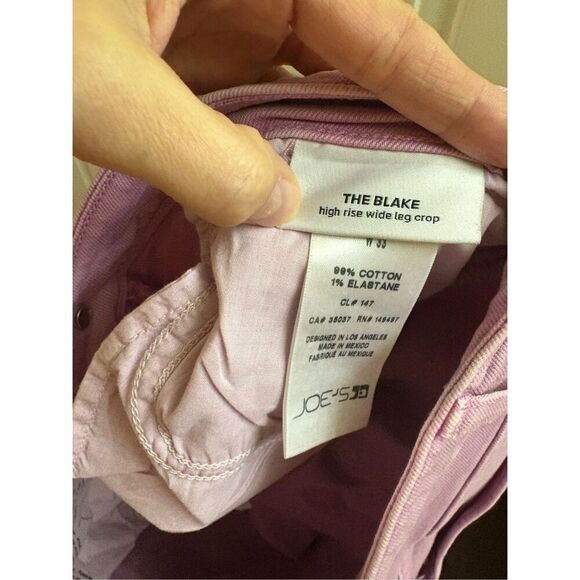 THE BLAKE
high rise wide leg crop
W 33
99% COTTON
1% ELASTANE
CL# 147
CA# 35037 RN# 149487
DESIGNED IN LOS ANGELES
MADE IN MEXICO
FABRIQUÉ AU MEXIQUE
JOE'S